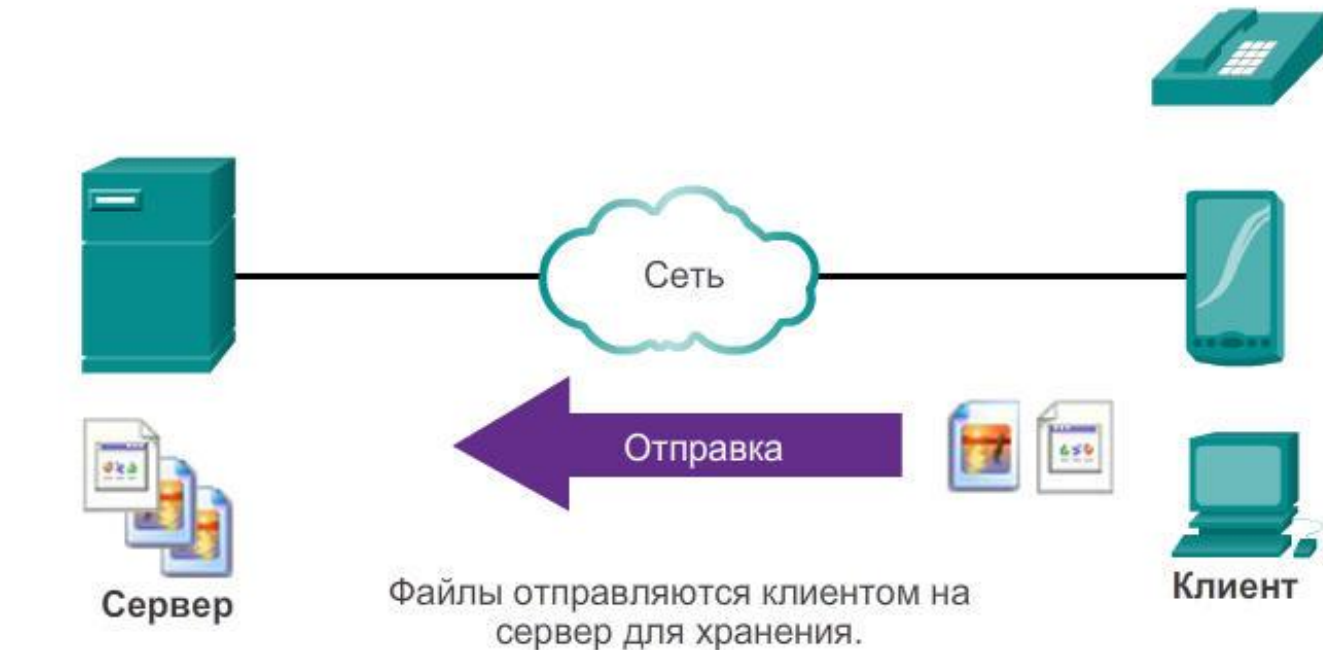 Сеть
Отправка
Сервер
Клиент
Файлы отправляются клиентом на
сервер для хранения.